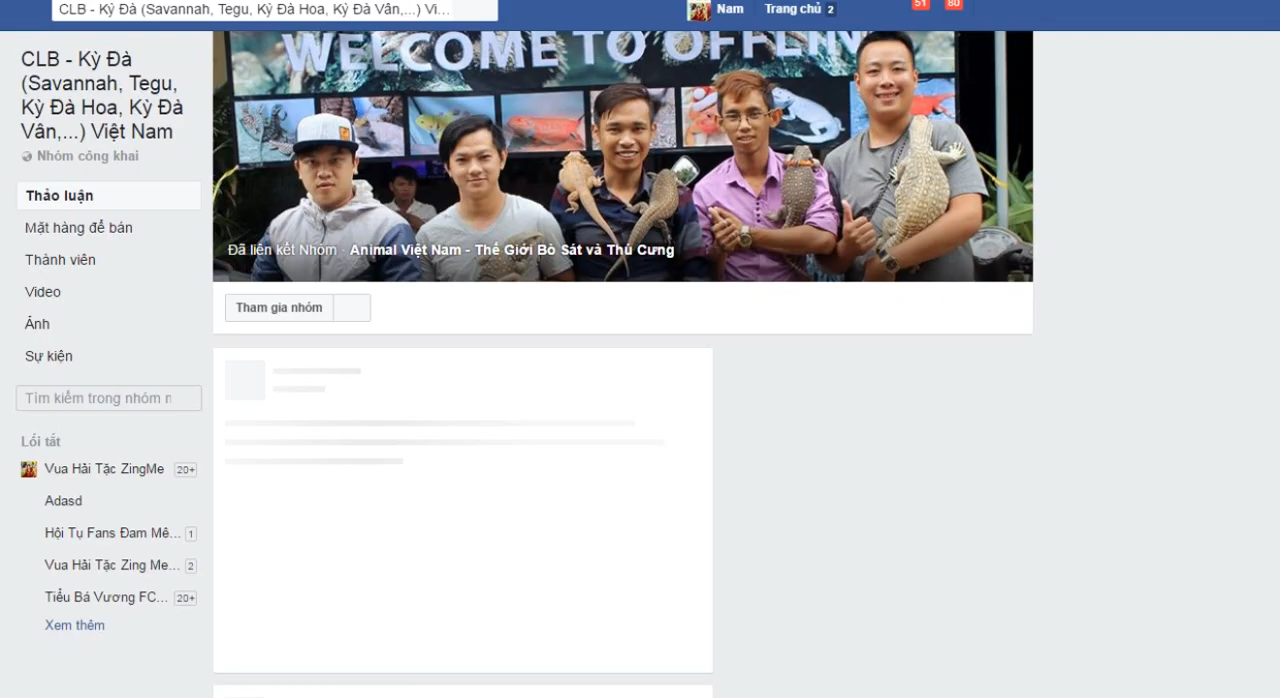 CLB - Kỳ Đà (Savannah, Tegu, Kỳ Đà Hoa, Kỳ Đà Vân,...) Vi...
Nam
Trang chủ 2
51
80
CLB - Kỳ Đà
(Savannah, Tegu,
Kỳ Đà Hoa, Kỳ Đà
Vân,...) Việt Nam
Nhóm công khai
Thảo luận
Mặt hàng để bán
Thành viên
Video
Ảnh
Sự kiện
Tìm kiếm trong nhóm n
Lối tắt
Vua Hải Tặc ZingMe 20+
Adasd
Hội Tụ Fans Đam Mê... 1
Vua Hải Tặc Zing Me... 2
Tiểu Bá Vương FC... 20+
Xem thêm
WELCOME TO OFFLIN
Đã liên kết Nhóm · Animal Việt Nam - Thế Giới Bò Sát và Thú Cưng
Tham gia nhóm